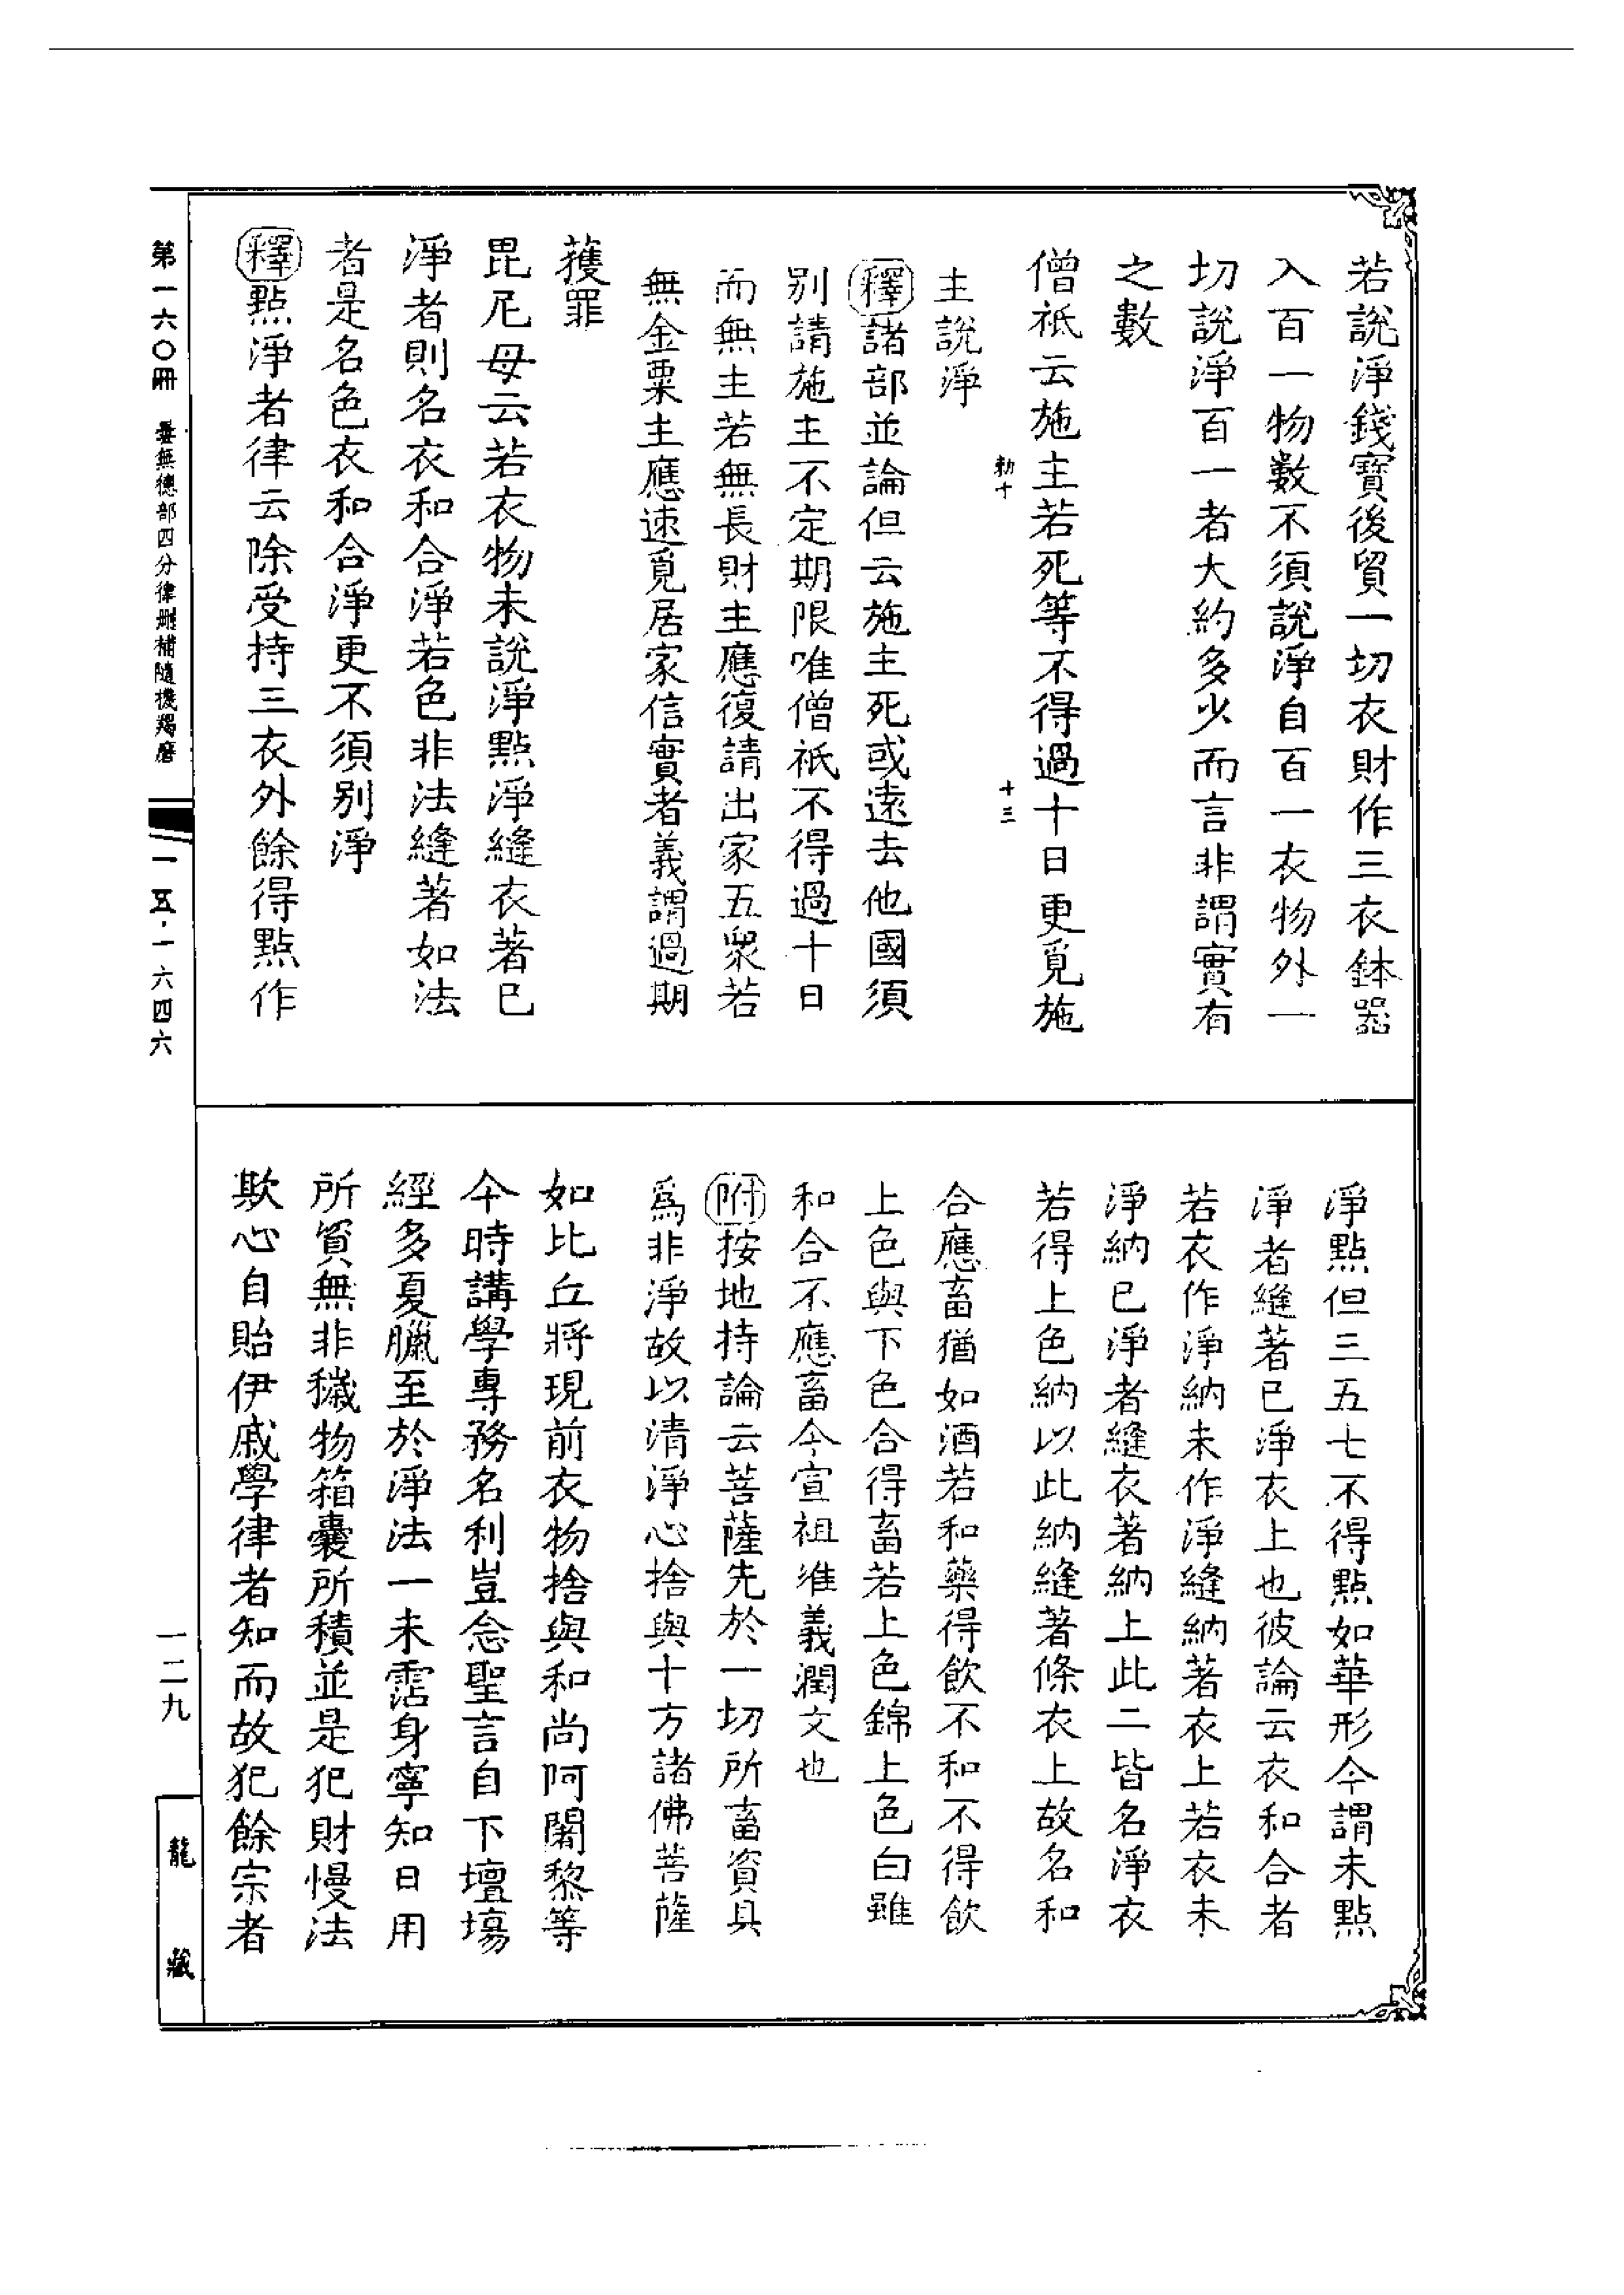 若說淨錢寶後貿一切衣財作三衣鉢器
入百一物數不須說淨自百一衣物外一
切說淨百一者大約多少而言非謂實有
之數
僧祇云施主若死等不得過十日更覓施
勑十
十三
主說淨
釋諸部並論但云施主死或遠去他國須
別請施主不定期限唯僧祇不得過十日
而無主若無長財主應復請出家五衆若
無金粟主應速覓居家信實者義謂過期
獲罪
毘尼母云若衣物未說淨點淨縫衣著已
淨者則名衣和合淨若色非法縫著如法
者是名色衣和合淨更不須別淨
釋點淨者律云除受持三衣外餘得點作
淨點但三五七不得點如華形今謂未點
淨者縫著已淨衣上也彼論云衣和合者
若衣作淨納未作淨縫納著衣上若衣未
淨納已淨者縫衣著納上此二皆名淨衣
若得上色納以此納縫著條衣上故名和
合應畜猶如酒若和藥得飲不和不得飲
上色與下色合得畜若上色錦上色白雖
和合不應畜今宣祖准義潤文也
附按地持論云菩薩先於一切所畜資具
爲非淨故以清淨心捨與十方諸佛菩薩
如比丘將現前衣物捨與和尚阿闍黎等
今時講學專務名利豈念聖言自下壇塲
經多夏臘至於淨法一未霑身寧知日用
所貿無非穢物箱囊所積並是犯財慢法
欺心自貽伊戚學律者知而故犯餘宗者
第一六〇冊 曇無德部四分律刪補隨機羯磨
一五·一六四六
一二九
龍藏